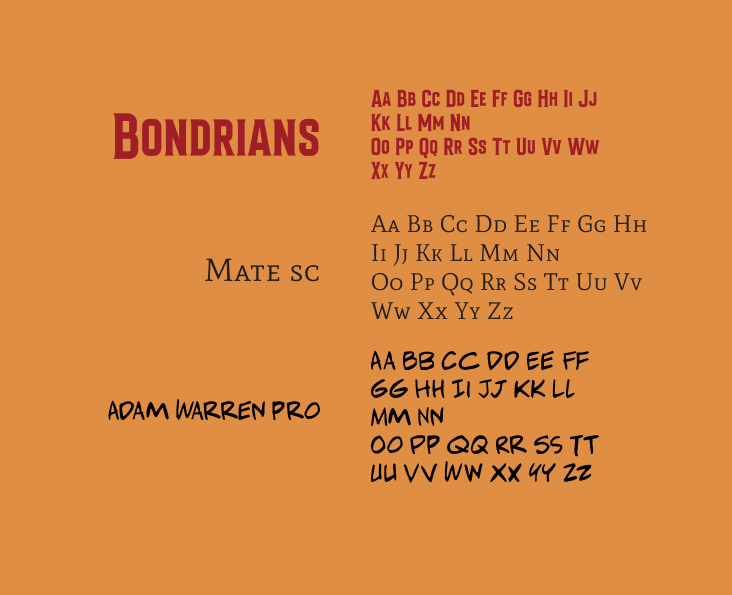 Bondrians
Aa Bb Cc Dd Ee Ff Gg Hh Ii Jj
Kk Ll Mm Nn
Oo Pp Qq Rr Ss Tt Uu Vv Ww
Xx Yy Zz
Mate sc
Aa Bb Cc Dd Ee Ff Gg Hh
Ii Jj Kk Ll Mm Nn
Oo Pp Qq Rr Ss Tt Uu Vv
Ww Xx Yy Zz
ADAM WARREN PRO
AA BB CC DD EE FF
GG HH II JJ KK LL
MM NN
OO PP QQ RR SS TT
UU VV WW XX YY ZZ